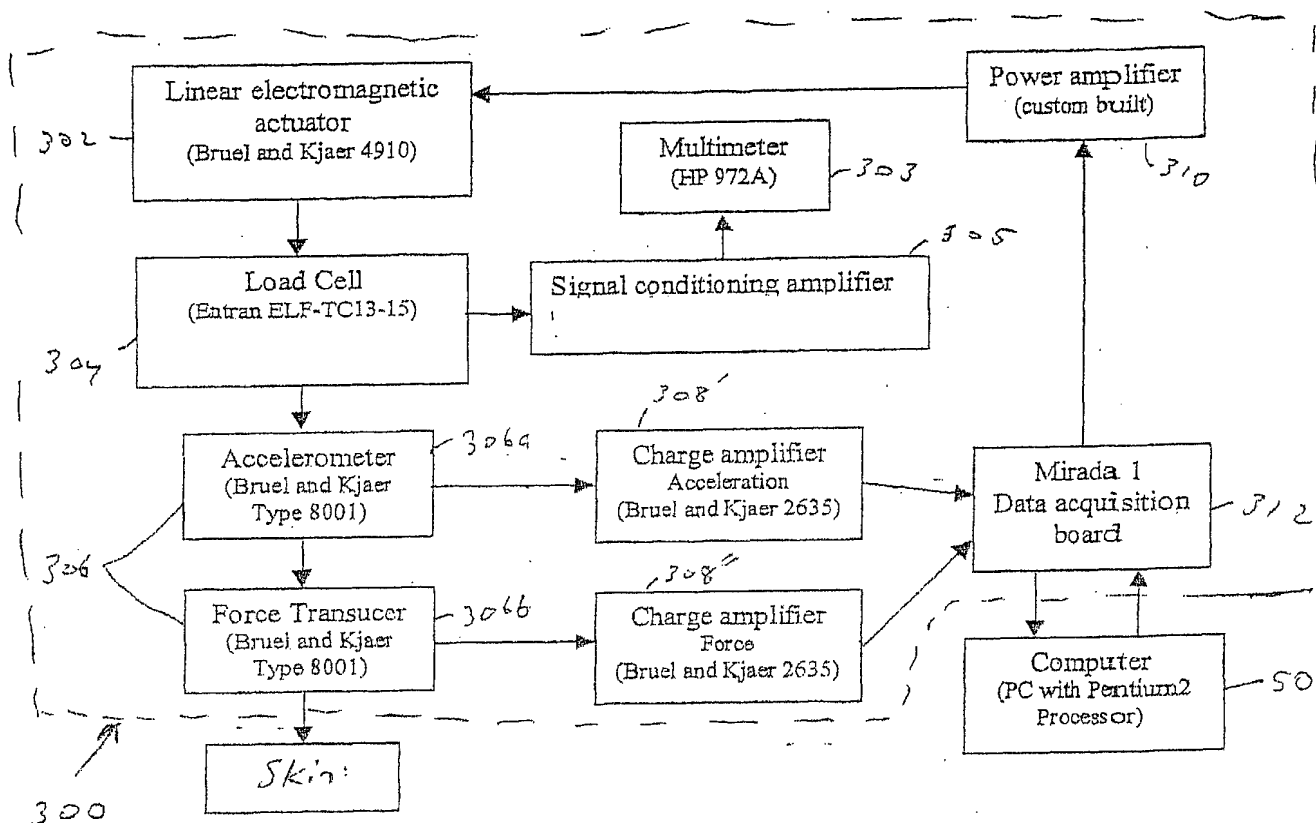 Linear electromagnetic
actuator
(Bruel and Kjaer 4910)
302
Power amplifier
(custom built)
310
Multimeter
(HP 972A)
303
305
Load Cell
(Entran ELF-TC13-15)
304
Signal conditioning amplifier
308'
Accelerometer
(Bruel and Kjaer
Type 8001)
306a
Charge amplifier
Acceleration
(Bruel and Kjaer 2635)
Mirada 1
Data acquisition
board
312
306
308"
Force Transucer
(Bruel and Kjaer
Type 8001)
306b
Charge amplifier
Force
(Bruel and Kjaer 2635)
Computer
(PC with Pentium2
Processor)
50
Skin
300